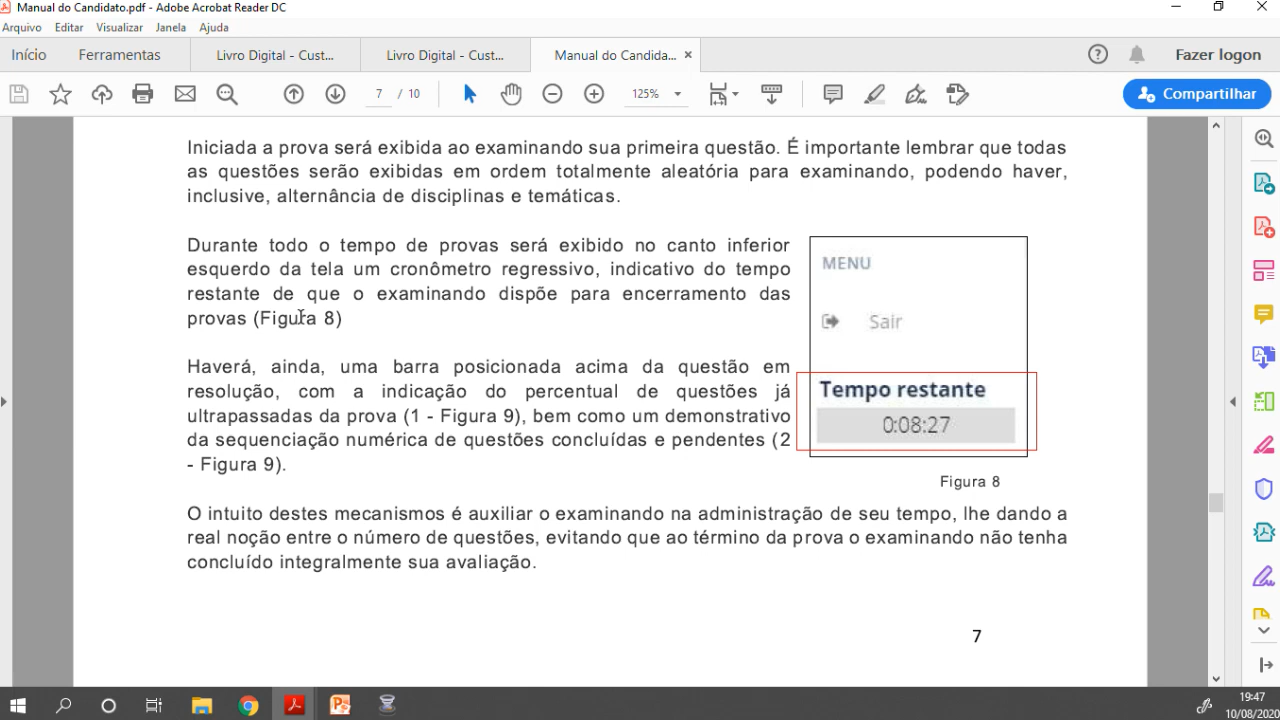 Manual do Candidato.pdf - Adobe Acrobat Reader DC
Arquivo Editar Visualizar Janela Ajuda
Início Ferramentas Livro Digital - Cust... Livro Digital - Cust... Manual do Candida... × Fazer logon
7 / 10 125% Compartilhar
Iniciada a prova será exibida ao examinando sua primeira questão. É importante lembrar que todas
as questões serão exibidas em ordem totalmente aleatória para examinando, podendo haver,
inclusive, alternância de disciplinas e temáticas.
Durante todo o tempo de provas será exibido no canto inferior
esquerdo da tela um cronômetro regressivo, indicativo do tempo
restante de que o examinando dispõe para encerramento das
provas (Figura 8)
Haverá, ainda, uma barra posicionada acima da questão em
resolução, com a indicação do percentual de questões já
ultrapassadas da prova (1 - Figura 9), bem como um demonstrativo
da sequenciação numérica de questões concluídas e pendentes (2
- Figura 9).
MENU
Sair
Tempo restante
0:08:27
Figura 8
O intuito destes mecanismos é auxiliar o examinando na administração de seu tempo, lhe dando a
real noção entre o número de questões, evitando que ao término da prova o examinando não tenha
concluído integralmente sua avaliação.
7
19:47
10/08/2020